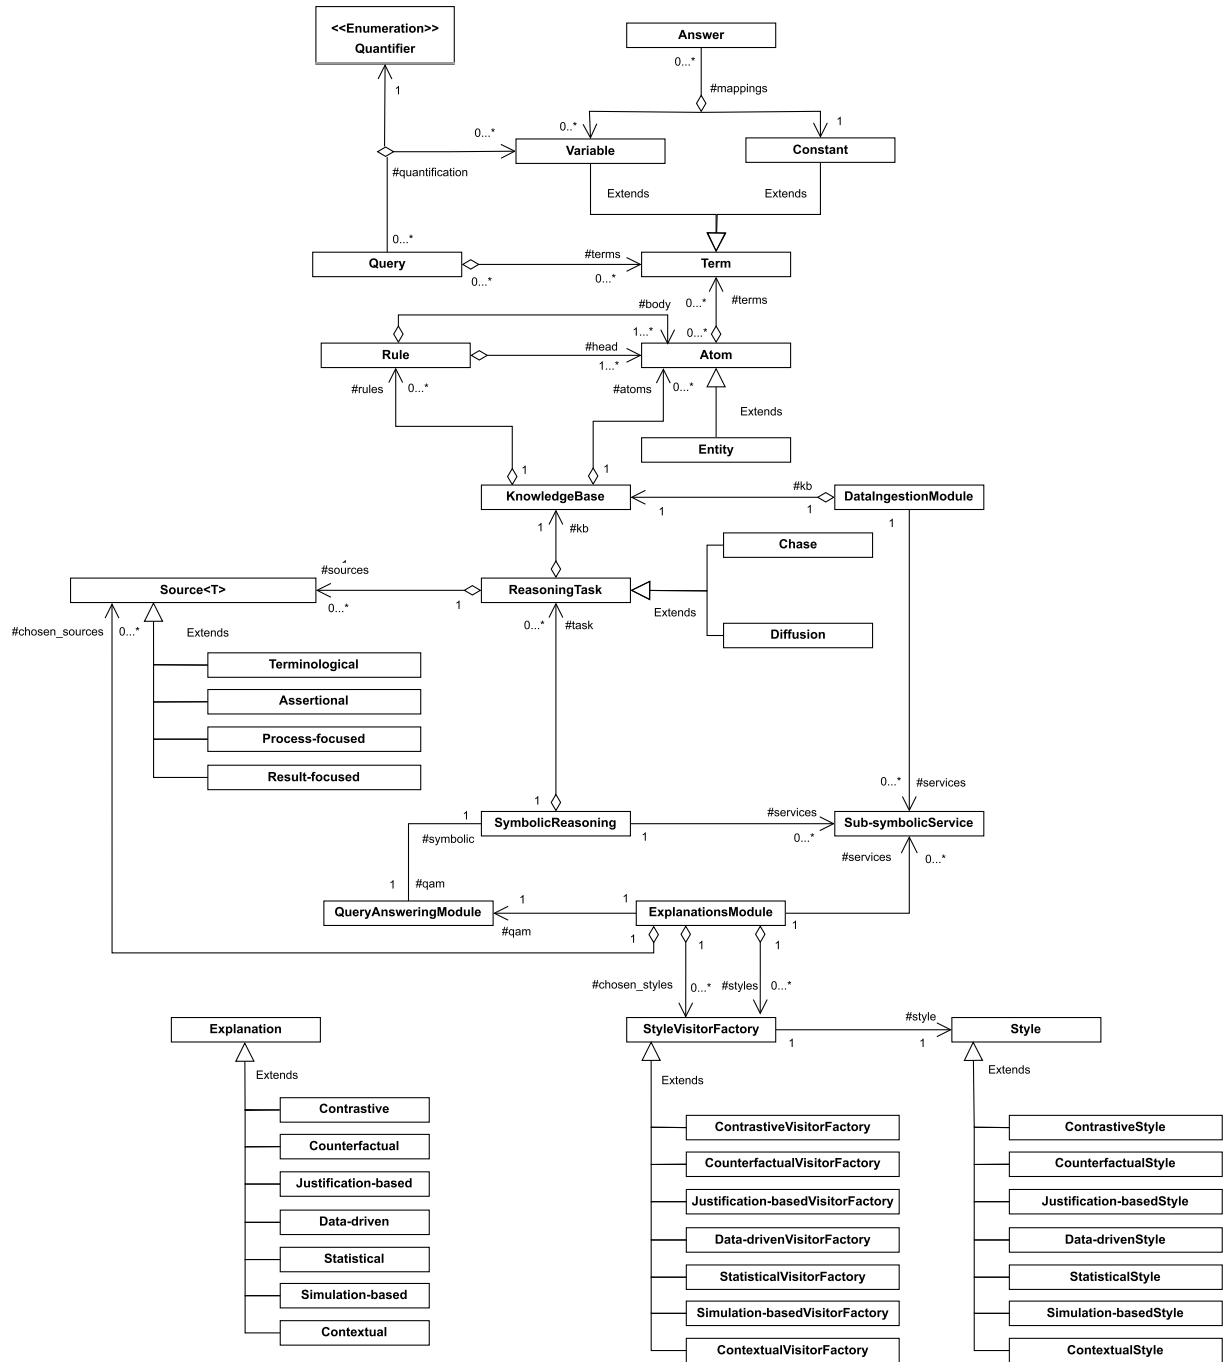 <<Enumeration>>
Quantifier
Answer
0...*
#mappings
1
0...*
0..*
1
Variable
Constant
#quantification
Extends
Extends
0...*
Query
#terms
Term
0...*
0...*
#body
0...*
#terms
1...*
0...*
Rule
#head
Atom
1...*
#rules
0...*
#atoms
0...*
Extends
Entity
1
1
KnowledgeBase
#kb
DataIngestionModule
1
1
1
1
#kb
Chase
#sources
Source<T>
ReasoningTask
0...*
1
Extends
#chosen_sources
0...*
Extends
0...*
#task
Diffusion
Terminological
Assertional
Process-focused
Result-focused
0...*
#services
1
1
SymbolicReasoning
#services
Sub-symbolicService
#symbolic
1
0...*
#services
0...*
1
#qam
1
1
QueryAnsweringModule
ExplanationsModule
#qam
1
1
1
1
#chosen_styles
0...*
#styles
0...*
Explanation
StyleVisitorFactory
#style
Style
1
1
Extends
Extends
Extends
Contrastive
ContrastiveVisitorFactory
ContrastiveStyle
Counterfactual
CounterfactualVisitorFactory
CounterfactualStyle
Justification-based
Justification-basedVisitorFactory
Justification-basedStyle
Data-driven
Data-drivenVisitorFactory
Data-drivenStyle
Statistical
StatisticalVisitorFactory
StatisticalStyle
Simulation-based
Simulation-basedVisitorFactory
Simulation-basedStyle
Contextual
ContextualVisitorFactory
ContextualStyle